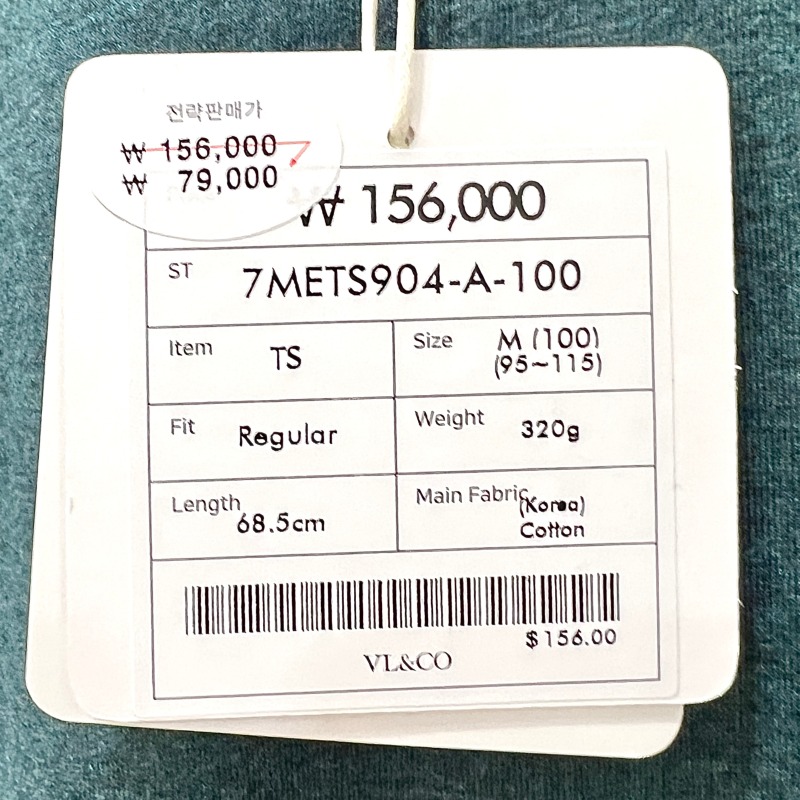 전략판매가
₩ 156,000
₩ 79,000
₩ 156,000
ST 7METS904-A-100
Item TS
Size M (100)
(95~115)
Fit Regular
Weight 320g
Length 68.5cm
Main Fabric (Korea)
Cotton
$156.00
VL&CO